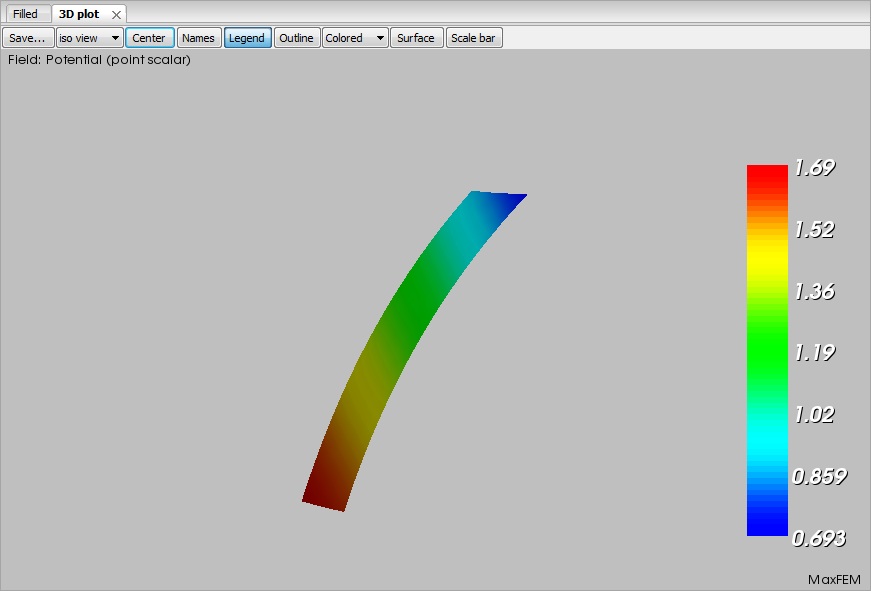 Filled 3D plot
Save... iso view Center Names Legend Outline Colored Surface Scale bar
Field: Potential (point scalar)
1.69
1.52
1.36
1.19
1.02
0.859
0.693
MaxFEM